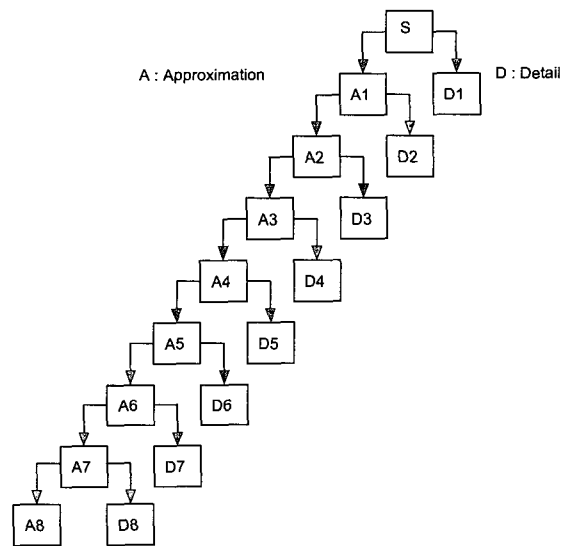 S
A : Approximation
D : Detail
A1
D1
A2
D2
A3
D3
A4
D4
A5
D5
A6
D6
A7
D7
A8
D8